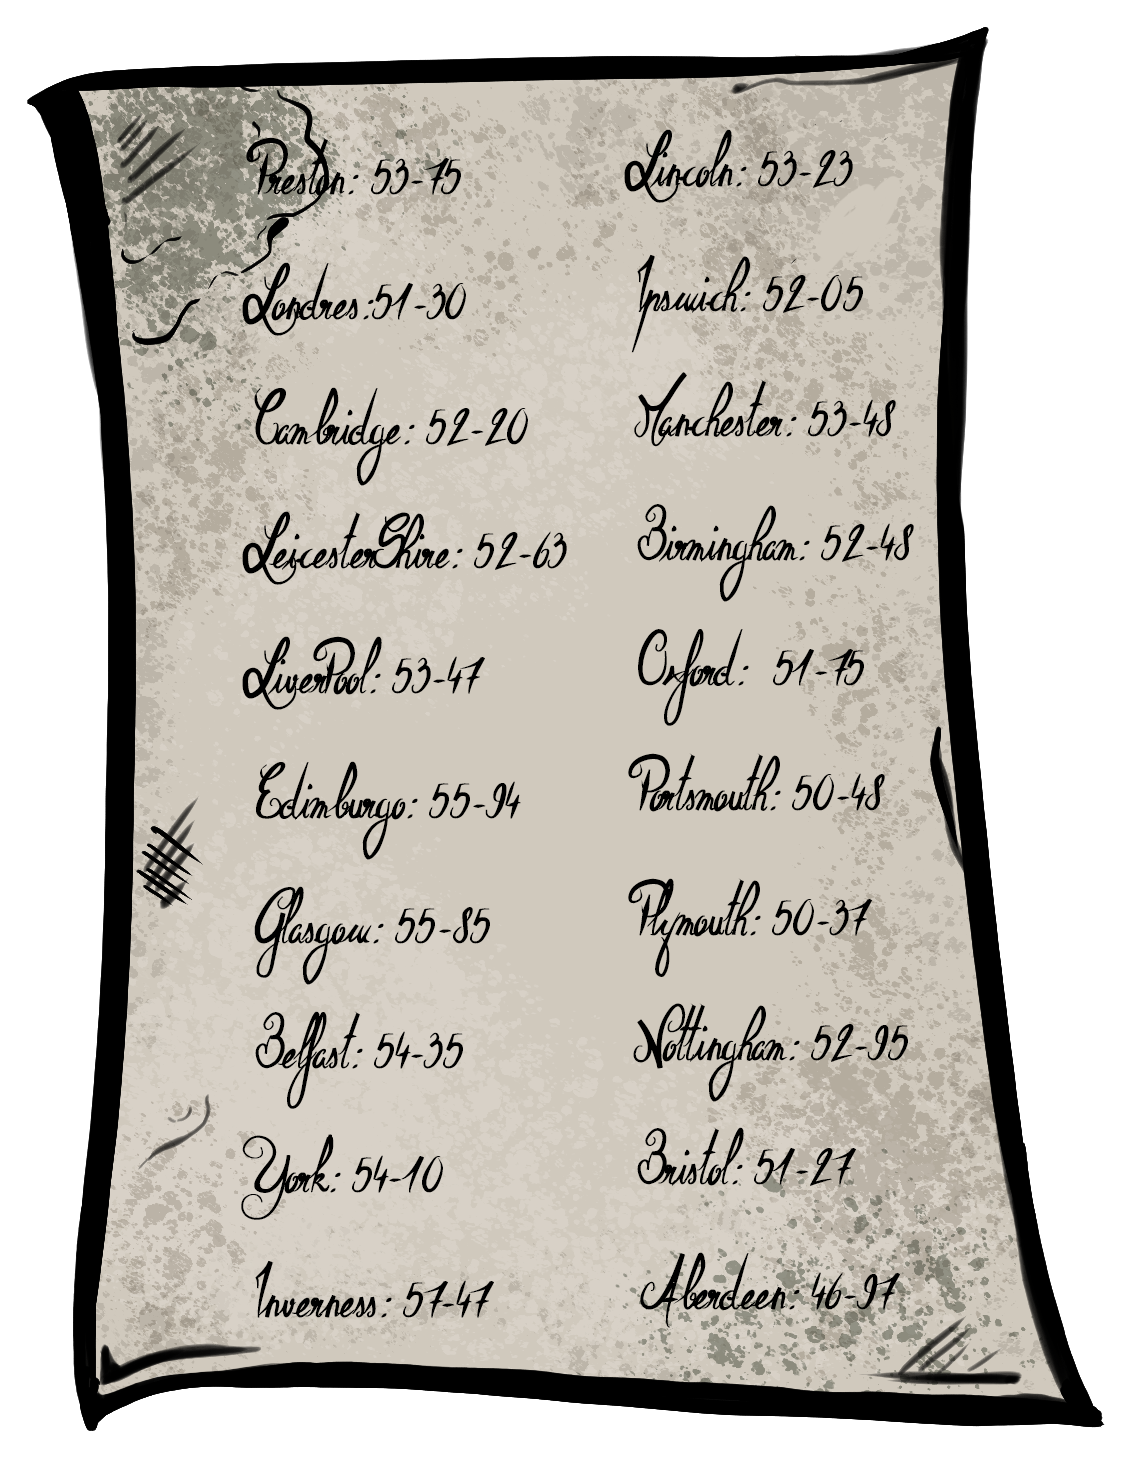 Preston: 53-75
Londres:51-30
Cambridge: 52-20
LeicesterShire: 52-63
LiverPool: 53-47
Edimburgo: 55-94
Glasgow: 55-85
Belfast: 54-35
York: 54-10
Inverness: 57-47
Lincoln: 53-23
Ipswich: 52-05
Manchester: 53-48
Birmingham: 52-48
Oxford: 51-75
Portsmouth: 50-48
Plymouth: 50-37
Nottingham: 52-95
Bristol: 51-27
Aberdeen: 46-97